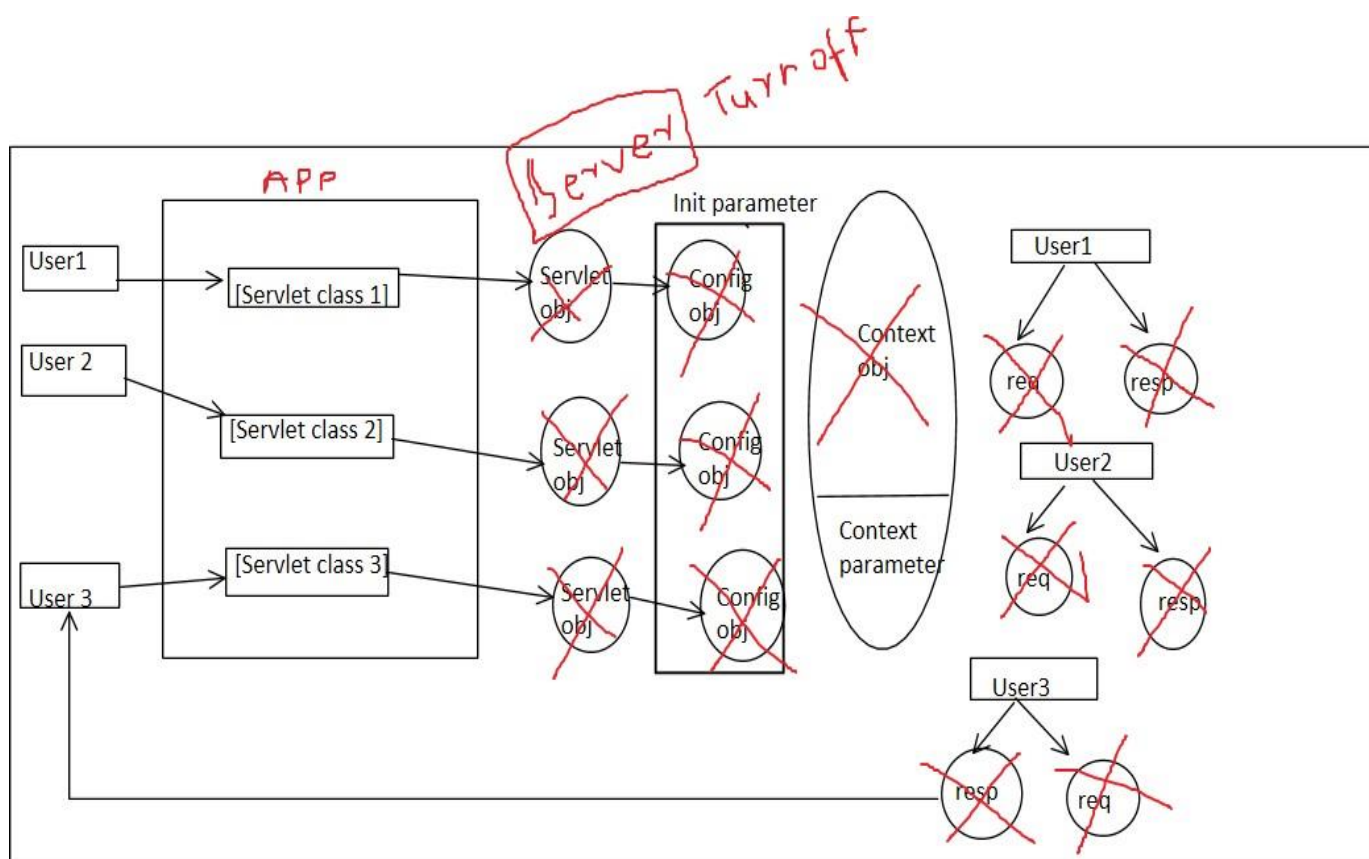 Server Turn off
APP
Init parameter
User1
[Servlet class 1]
Servlet
obj
Config
obj
Context
obj
User1
req
resp
User 2
[Servlet class 2]
Servlet
obj
Config
obj
User2
req
resp
Context
parameter
User 3
[Servlet class 3]
Servlet
obj
Config
obj
User3
resp
req